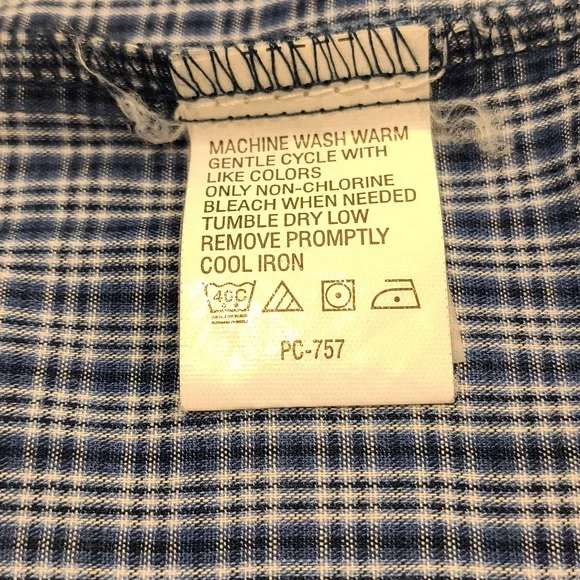 MACHINE WASH WARM
GENTLE CYCLE WITH
LIKE COLORS
ONLY NON-CHLORINE
BLEACH WHEN NEEDED
TUMBLE DRY LOW
REMOVE PROMPTLY
COOL IRON
40C
PC-757